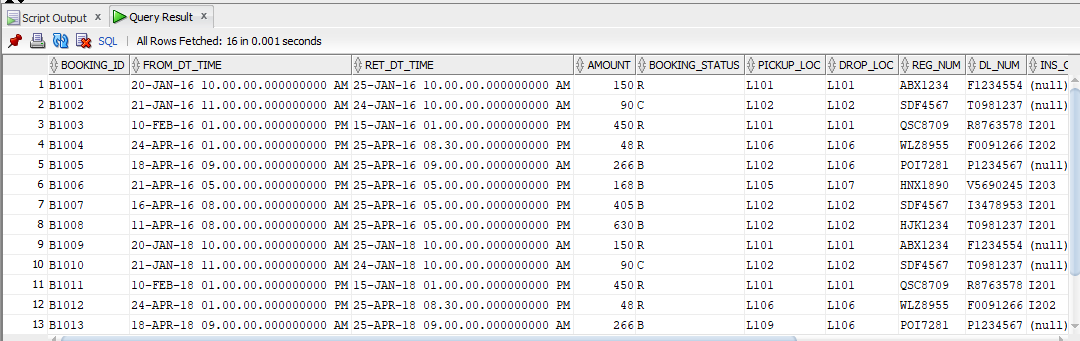 Script Output x Query Result x
SQL | All Rows Fetched: 16 in 0.001 seconds
BOOKING_ID FROM_DT_TIME RET_DT_TIME AMOUNT BOOKING_STATUS PICKUP_LOC DROP_LOC REG_NUM DL_NUM INS_C
1 B1001 20-JAN-16 10.00.00.000000000 AM 25-JAN-16 10.00.00.000000000 AM 150 R L101 L101 ABX1234 F1234554 (null)
2 B1002 21-JAN-16 11.00.00.000000000 AM 24-JAN-16 10.00.00.000000000 AM 90 C L102 L102 SDF4567 T0981237 (null)
3 B1003 10-FEB-16 01.00.00.000000000 PM 15-JAN-16 01.00.00.000000000 PM 450 R L101 L101 QSC8709 R8763578 I201
4 B1004 24-APR-16 01.00.00.000000000 PM 25-APR-16 08.30.00.000000000 PM 48 R L106 L106 WLZ8955 F0091266 I202
5 B1005 18-APR-16 09.00.00.000000000 PM 25-APR-16 09.00.00.000000000 PM 266 B L102 L106 POI7281 P1234567 (null)
6 B1006 21-APR-16 05.00.00.000000000 PM 25-APR-16 05.00.00.000000000 PM 168 B L105 L107 HNX1890 V5690245 I203
7 B1007 16-APR-16 08.00.00.000000000 AM 25-APR-16 05.00.00.000000000 PM 405 B L102 L102 SDF4567 I3478953 I201
8 B1008 11-APR-16 08.00.00.000000000 AM 25-APR-16 05.00.00.000000000 PM 630 B L102 L102 HJK1234 T0981237 I201
9 B1009 20-JAN-18 10.00.00.000000000 AM 25-JAN-18 10.00.00.000000000 AM 150 R L101 L101 ABX1234 F1234554 (null)
10 B1010 21-JAN-18 11.00.00.000000000 AM 24-JAN-18 10.00.00.000000000 AM 90 C L102 L102 SDF4567 T0981237 (null)
11 B1011 10-FEB-18 01.00.00.000000000 PM 15-JAN-18 01.00.00.000000000 PM 450 R L101 L101 QSC8709 R8763578 I201
12 B1012 24-APR-18 01.00.00.000000000 PM 25-APR-18 08.30.00.000000000 PM 48 R L106 L106 WLZ8955 F0091266 I202
13 B1013 18-APR-18 09.00.00.000000000 PM 25-APR-18 09.00.00.000000000 PM 266 B L109 L106 POI7281 P1234567 (null)